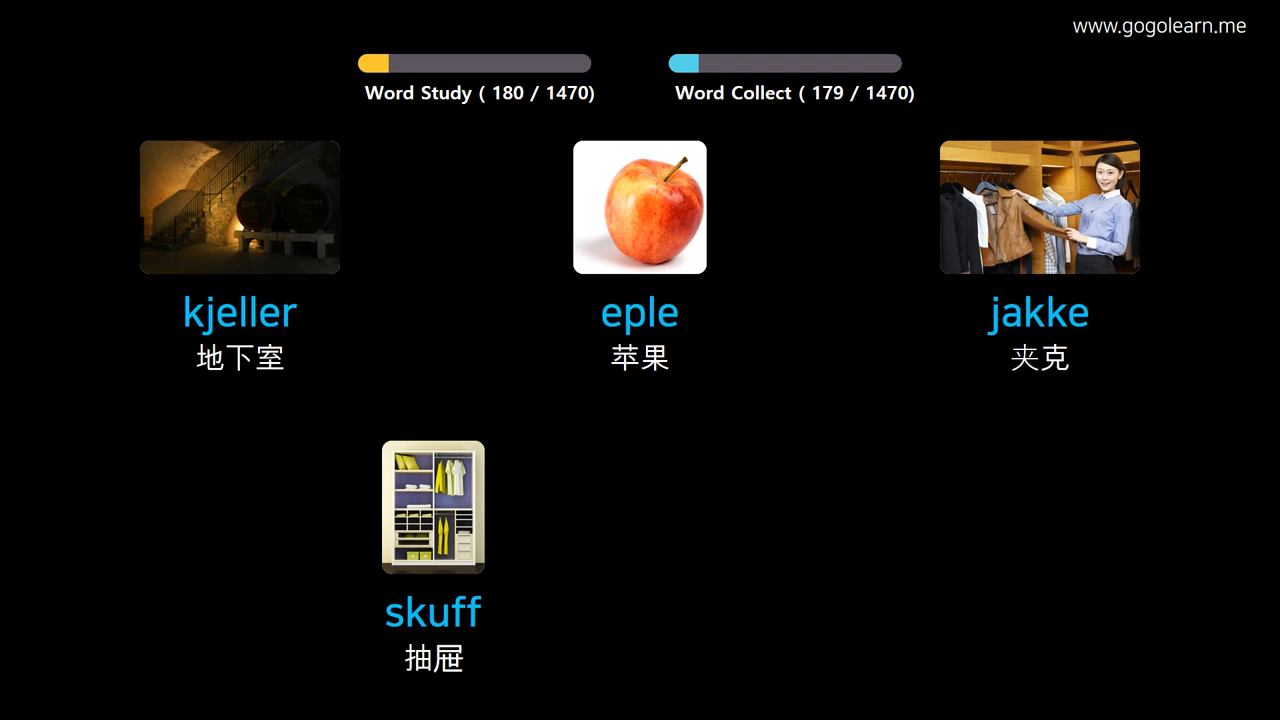 www.gogolearn.me
Word Study ( 180 / 1470)
Word Collect ( 179 / 1470)
kjeller
地下室
eple
苹果
jakke
夹克
skuff
抽屉